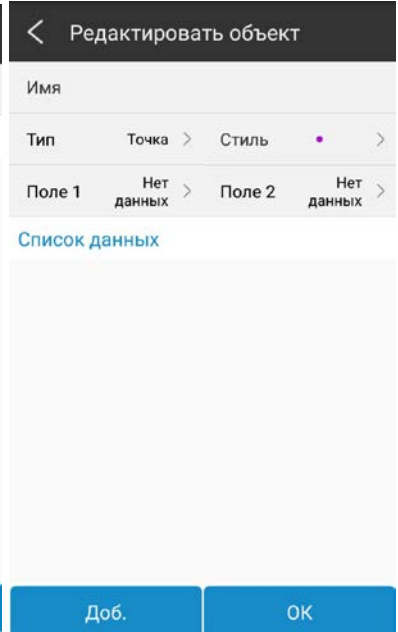 Редактировать объект
Имя
Тип Точка Стиль
Поле 1 Нет данных Поле 2 Нет данных
Список данных
Доб. OK